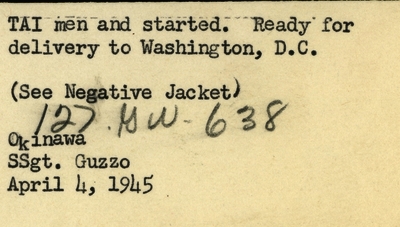 TAI men and started. Ready for
delivery to Washington, D.C.
(See Negative Jacket)
127-GW-638
Okinawa
SSgt. Guzzo
April 4, 1945